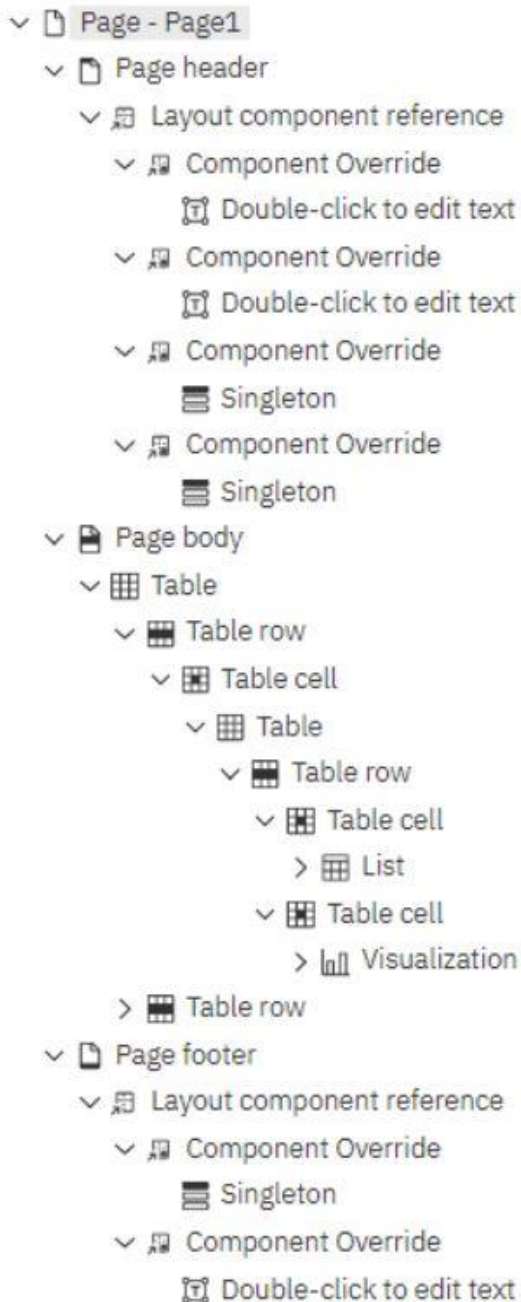 Page - Page1
Page header
Layout component reference
Component Override
Double-click to edit text
Component Override
Double-click to edit text
Component Override
Singleton
Component Override
Singleton
Page body
Table
Table row
Table cell
Table
Table row
Table cell
List
Table cell
Visualization
Table row
Page footer
Layout component reference
Component Override
Singleton
Component Override
Double-click to edit text